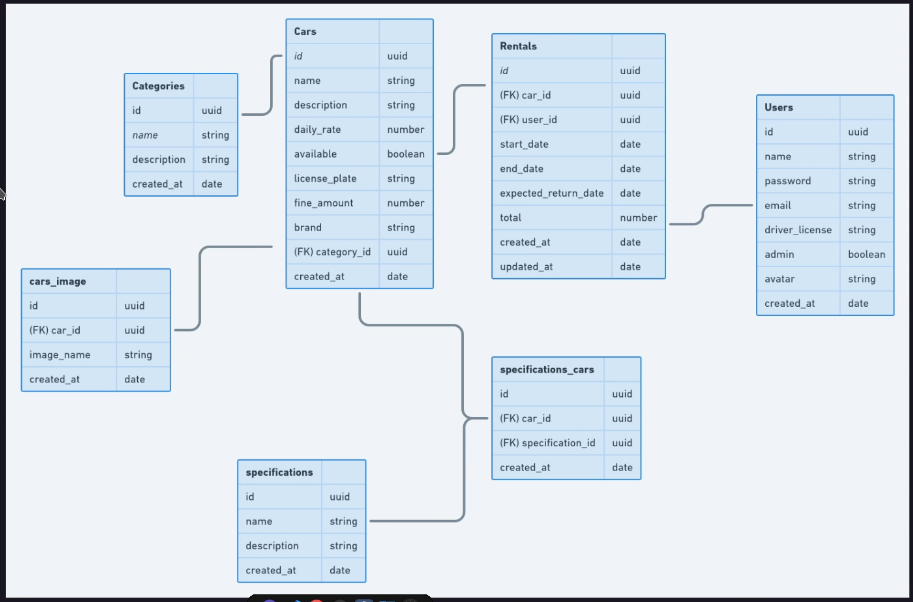 Cars
id uuid
name string
description string
daily_rate number
available boolean
license_plate string
fine_amount number
brand string
(FK) category_id uuid
created_at date
Rentals
id uuid
(FK) car_id uuid
(FK) user_id uuid
start_date date
end_date date
expected_return_date date
total number
created_at date
updated_at date
Categories
id uuid
name string
description string
created_at date
Users
id uuid
name string
password string
email string
driver_license string
admin boolean
avatar string
created_at date
cars_image
id uuid
(FK) car_id uuid
image_name string
created_at date
specifications_cars
id uuid
(FK) car_id uuid
(FK) specification_id uuid
created_at date
specifications
id uuid
name string
description string
created_at date